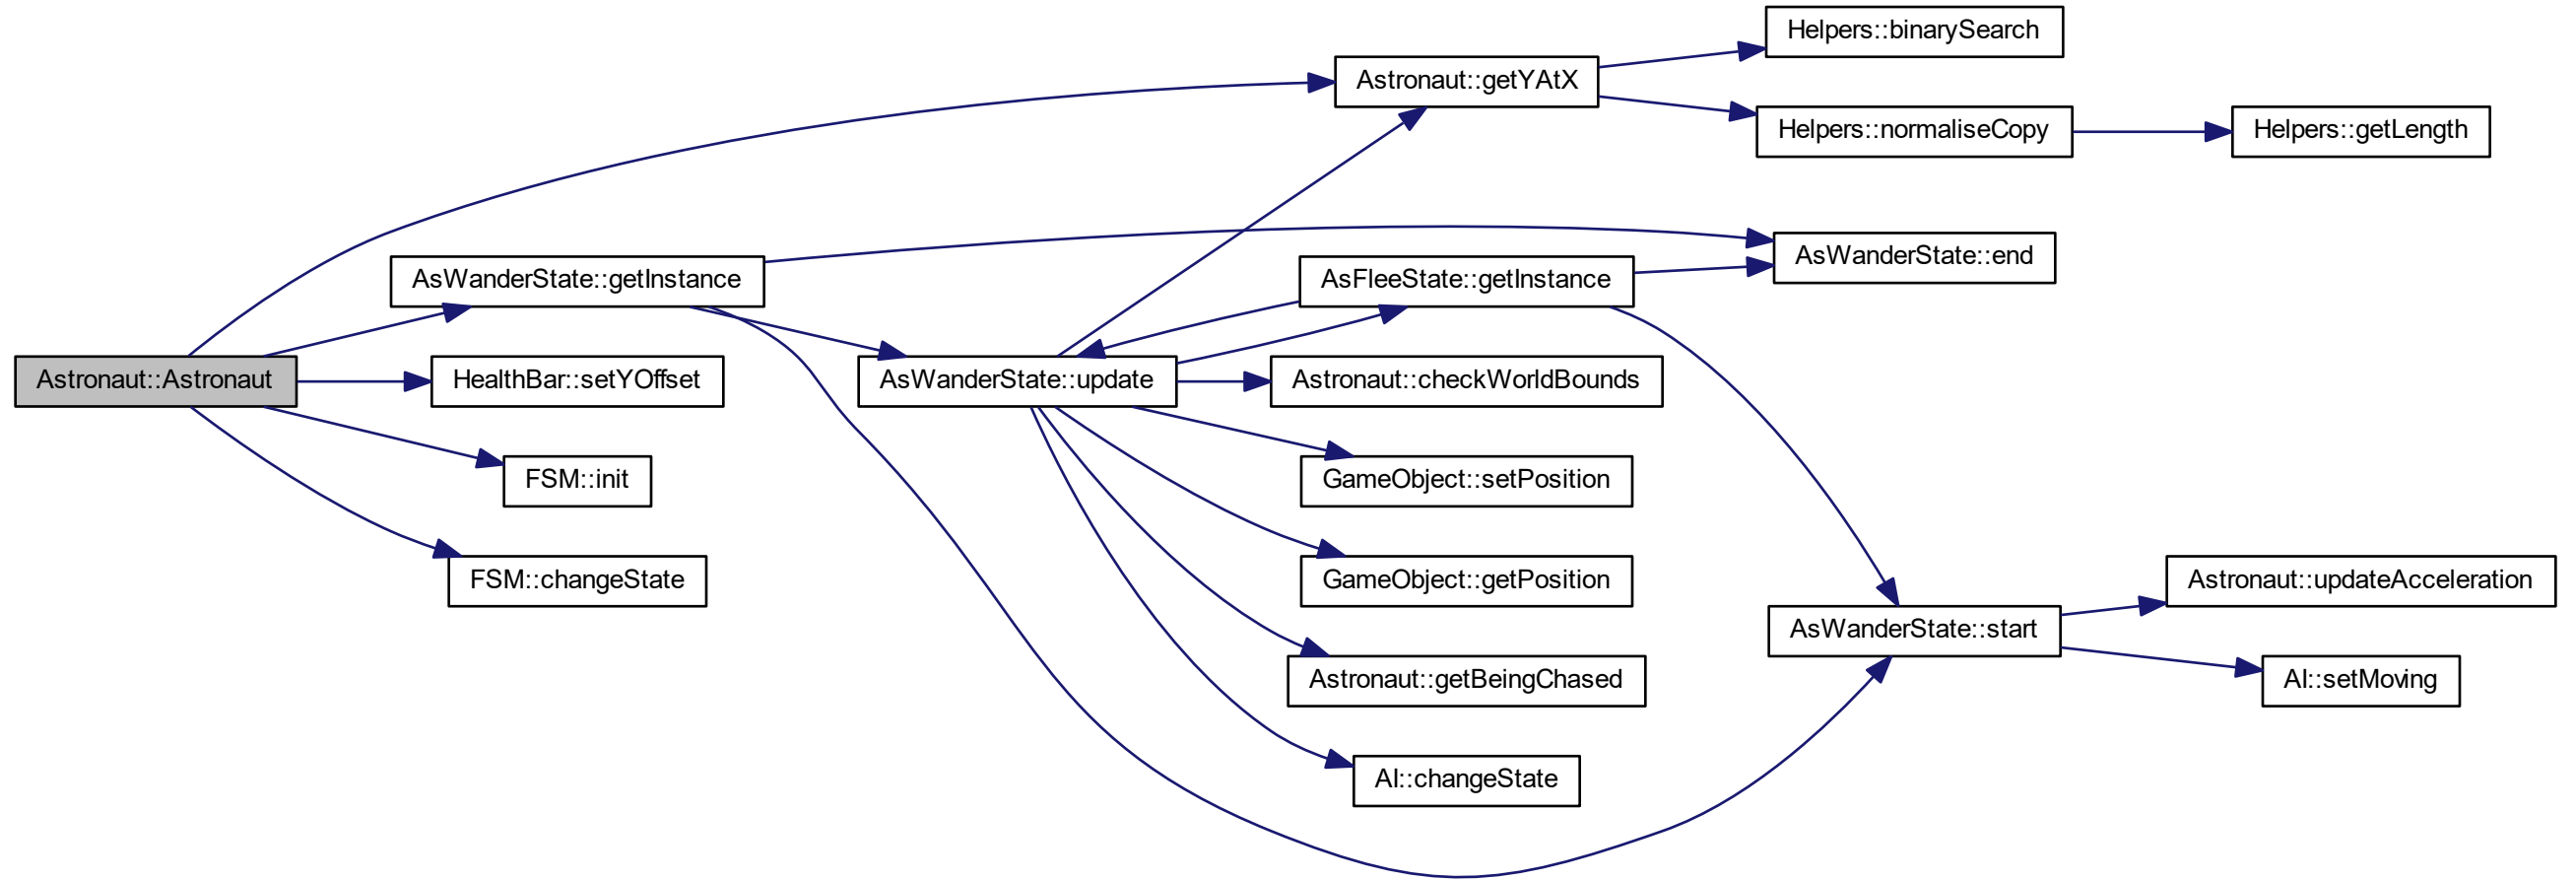 Helpers::binarySearch
Astronaut::getYAtX
Helpers::normaliseCopy
Helpers::getLength
AsWanderState::end
AsWanderState::getInstance
AsFleeState::getInstance
Astronaut::Astronaut
HealthBar::setYOffset
AsWanderState::update
Astronaut::checkWorldBounds
FSM::init
GameObject::setPosition
FSM::changeState
GameObject::getPosition
Astronaut::updateAcceleration
AsWanderState::start
Astronaut::getBeingChased
AI::setMoving
AI::changeState